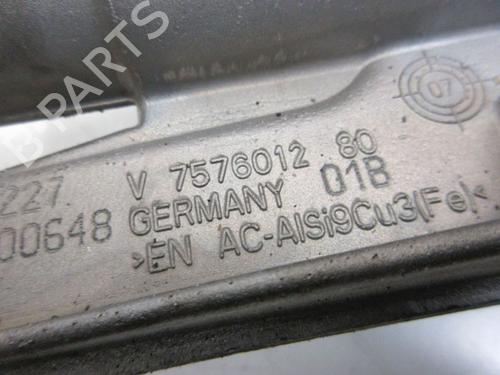 V 7576012 80
227
GERMANY 01B
00648
>EN AC-AlSi9Cu3(Fe)<
07
B-PARTS